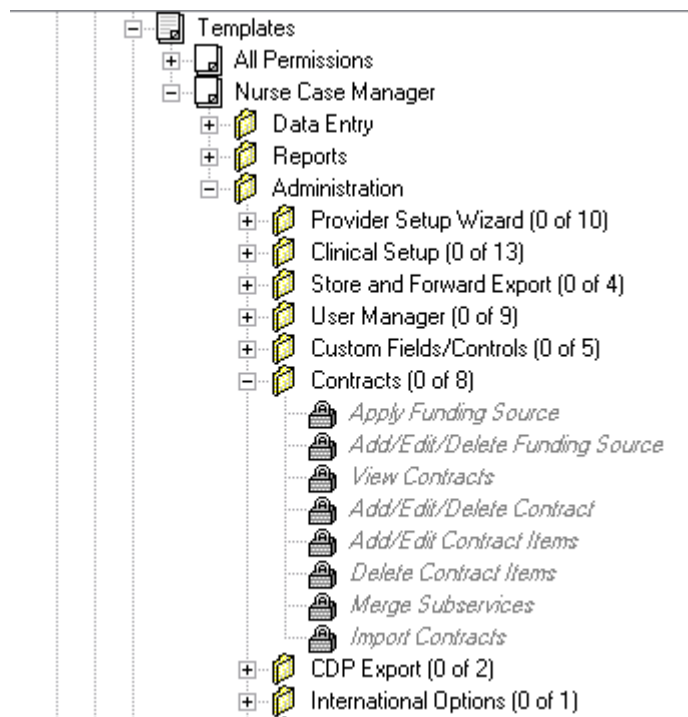 Templates
All Permissions
Nurse Case Manager
Data Entry
Reports
Administration
Provider Setup Wizard (0 of 10)
Clinical Setup (0 of 13)
Store and Forward Export (0 of 4)
User Manager (0 of 9)
Custom Fields/Controls (0 of 5)
Contracts (0 of 8)
Apply Funding Source
Add/Edit/Delete Funding Source
View Contracts
Add/Edit/Delete Contract
Add/Edit Contract Items
Delete Contract Items
Merge Subservices
Import Contracts
CDP Export (0 of 2)
International Options (0 of 1)